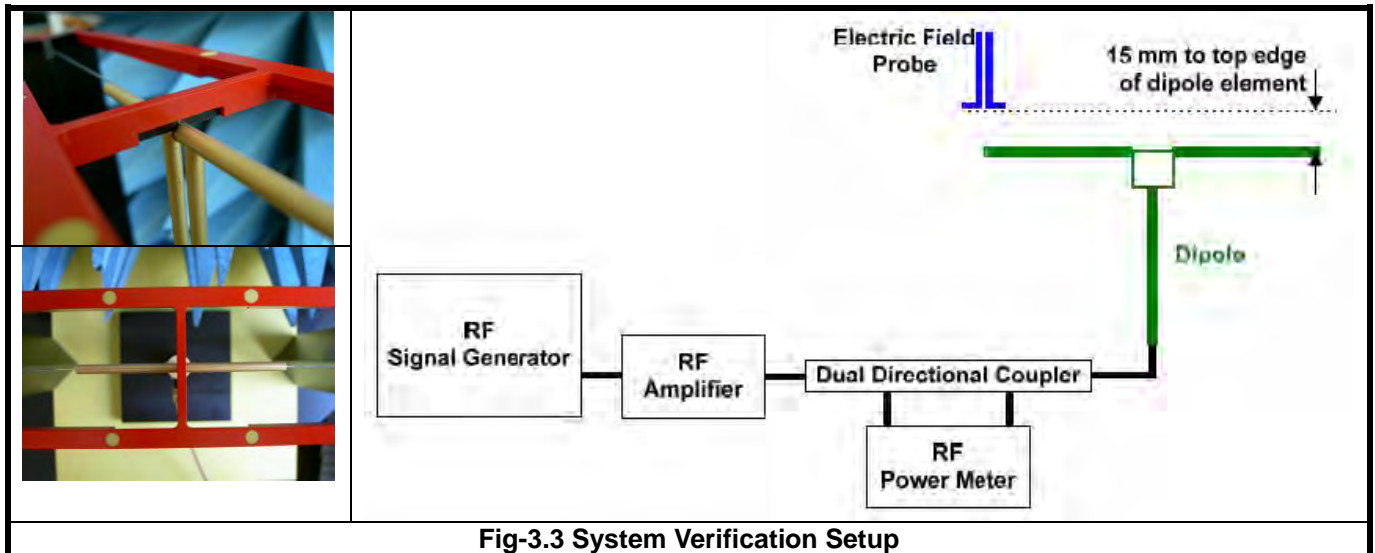 Electric Field
Probe
15 mm to top edge
of dipole element
Dipole
RF
Signal Generator
RF
Amplifier
Dual Directional Coupler
RF
Power Meter
Fig-3.3 System Verification Setup